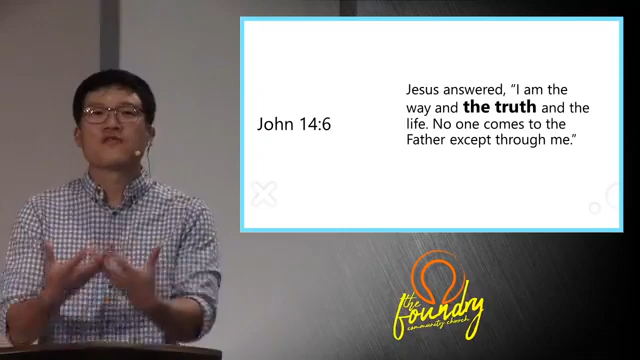 John 14:6
Jesus answered, “I am the
way and the truth and the
life. No one comes to the
Father except through me.”
the
foundry
community church